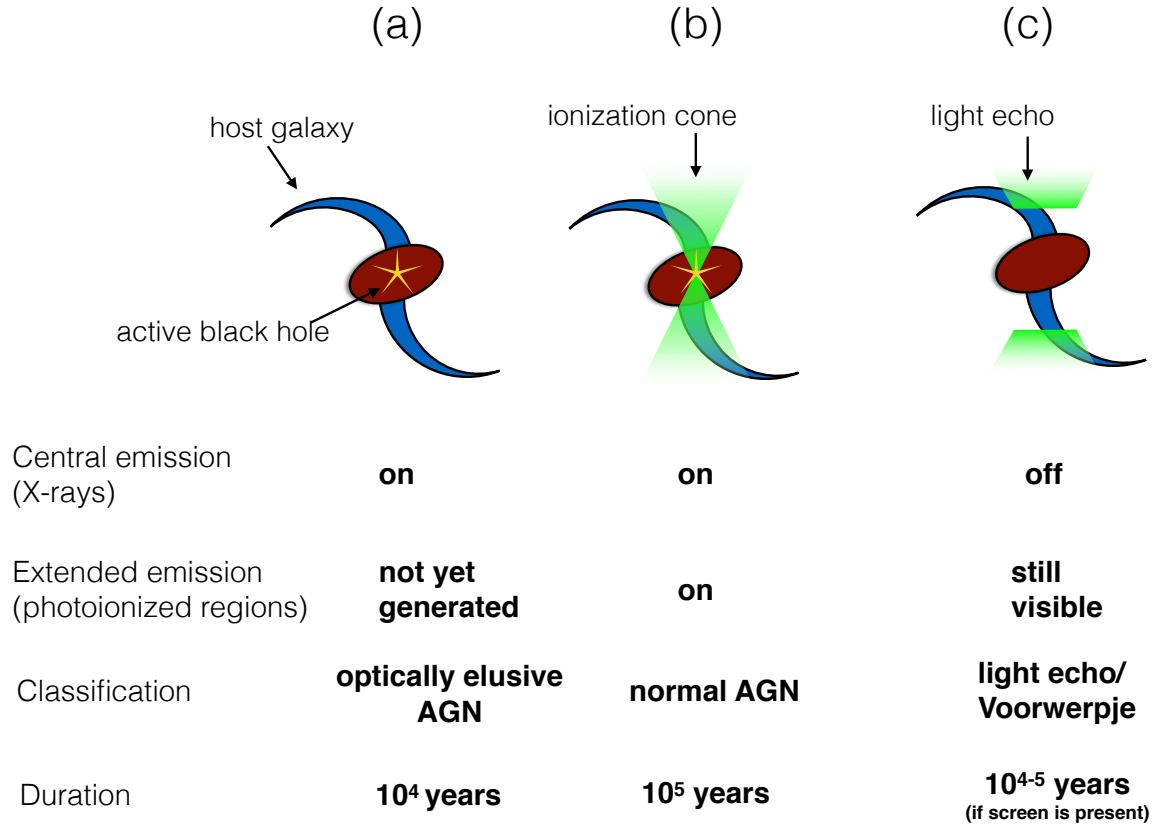 (a)
(b)
(c)
host galaxy
ionization cone
light echo
active black hole
Central emission
(X-rays)
on
on
off
Extended emission
(photoionized regions)
not yet
generated
on
still
visible
Classification
optically elusive
AGN
normal AGN
light echo/
Voorwerpje
Duration
10⁴ years
10⁵ years
10⁴⁻⁵ years
(if screen is present)